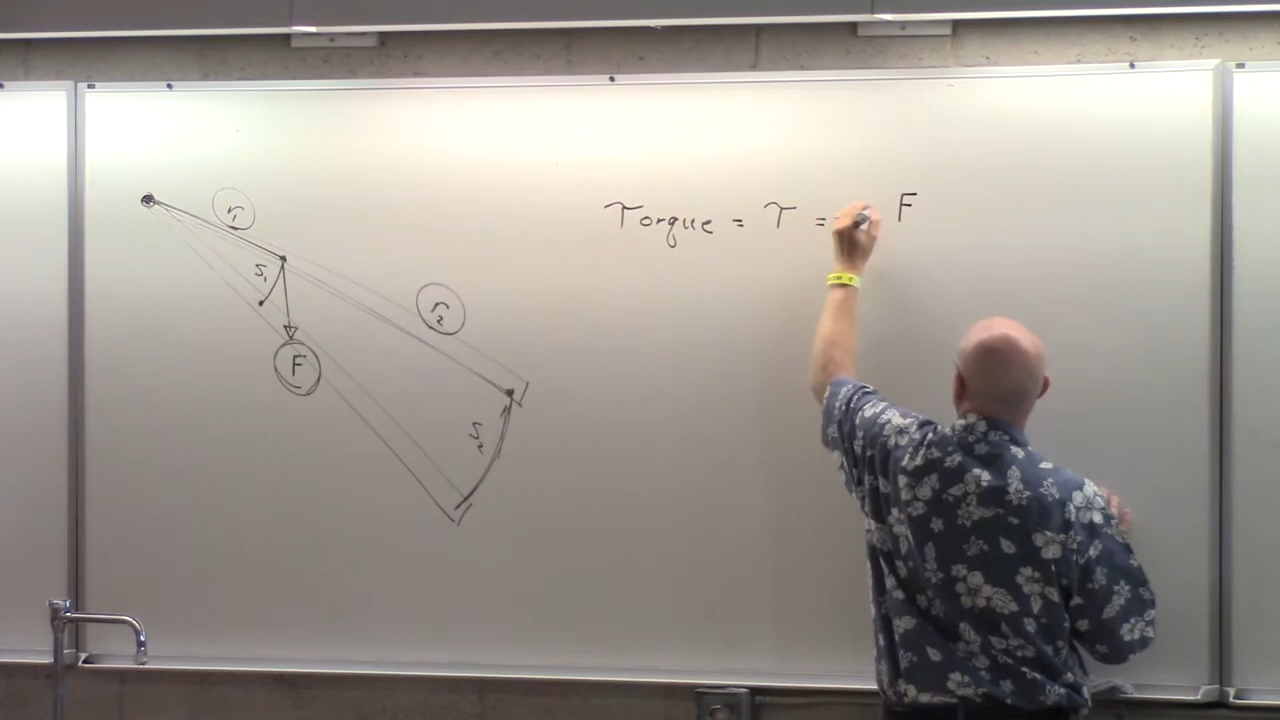 r₁
Torque = τ = F
s₁
r₂
F
s₂